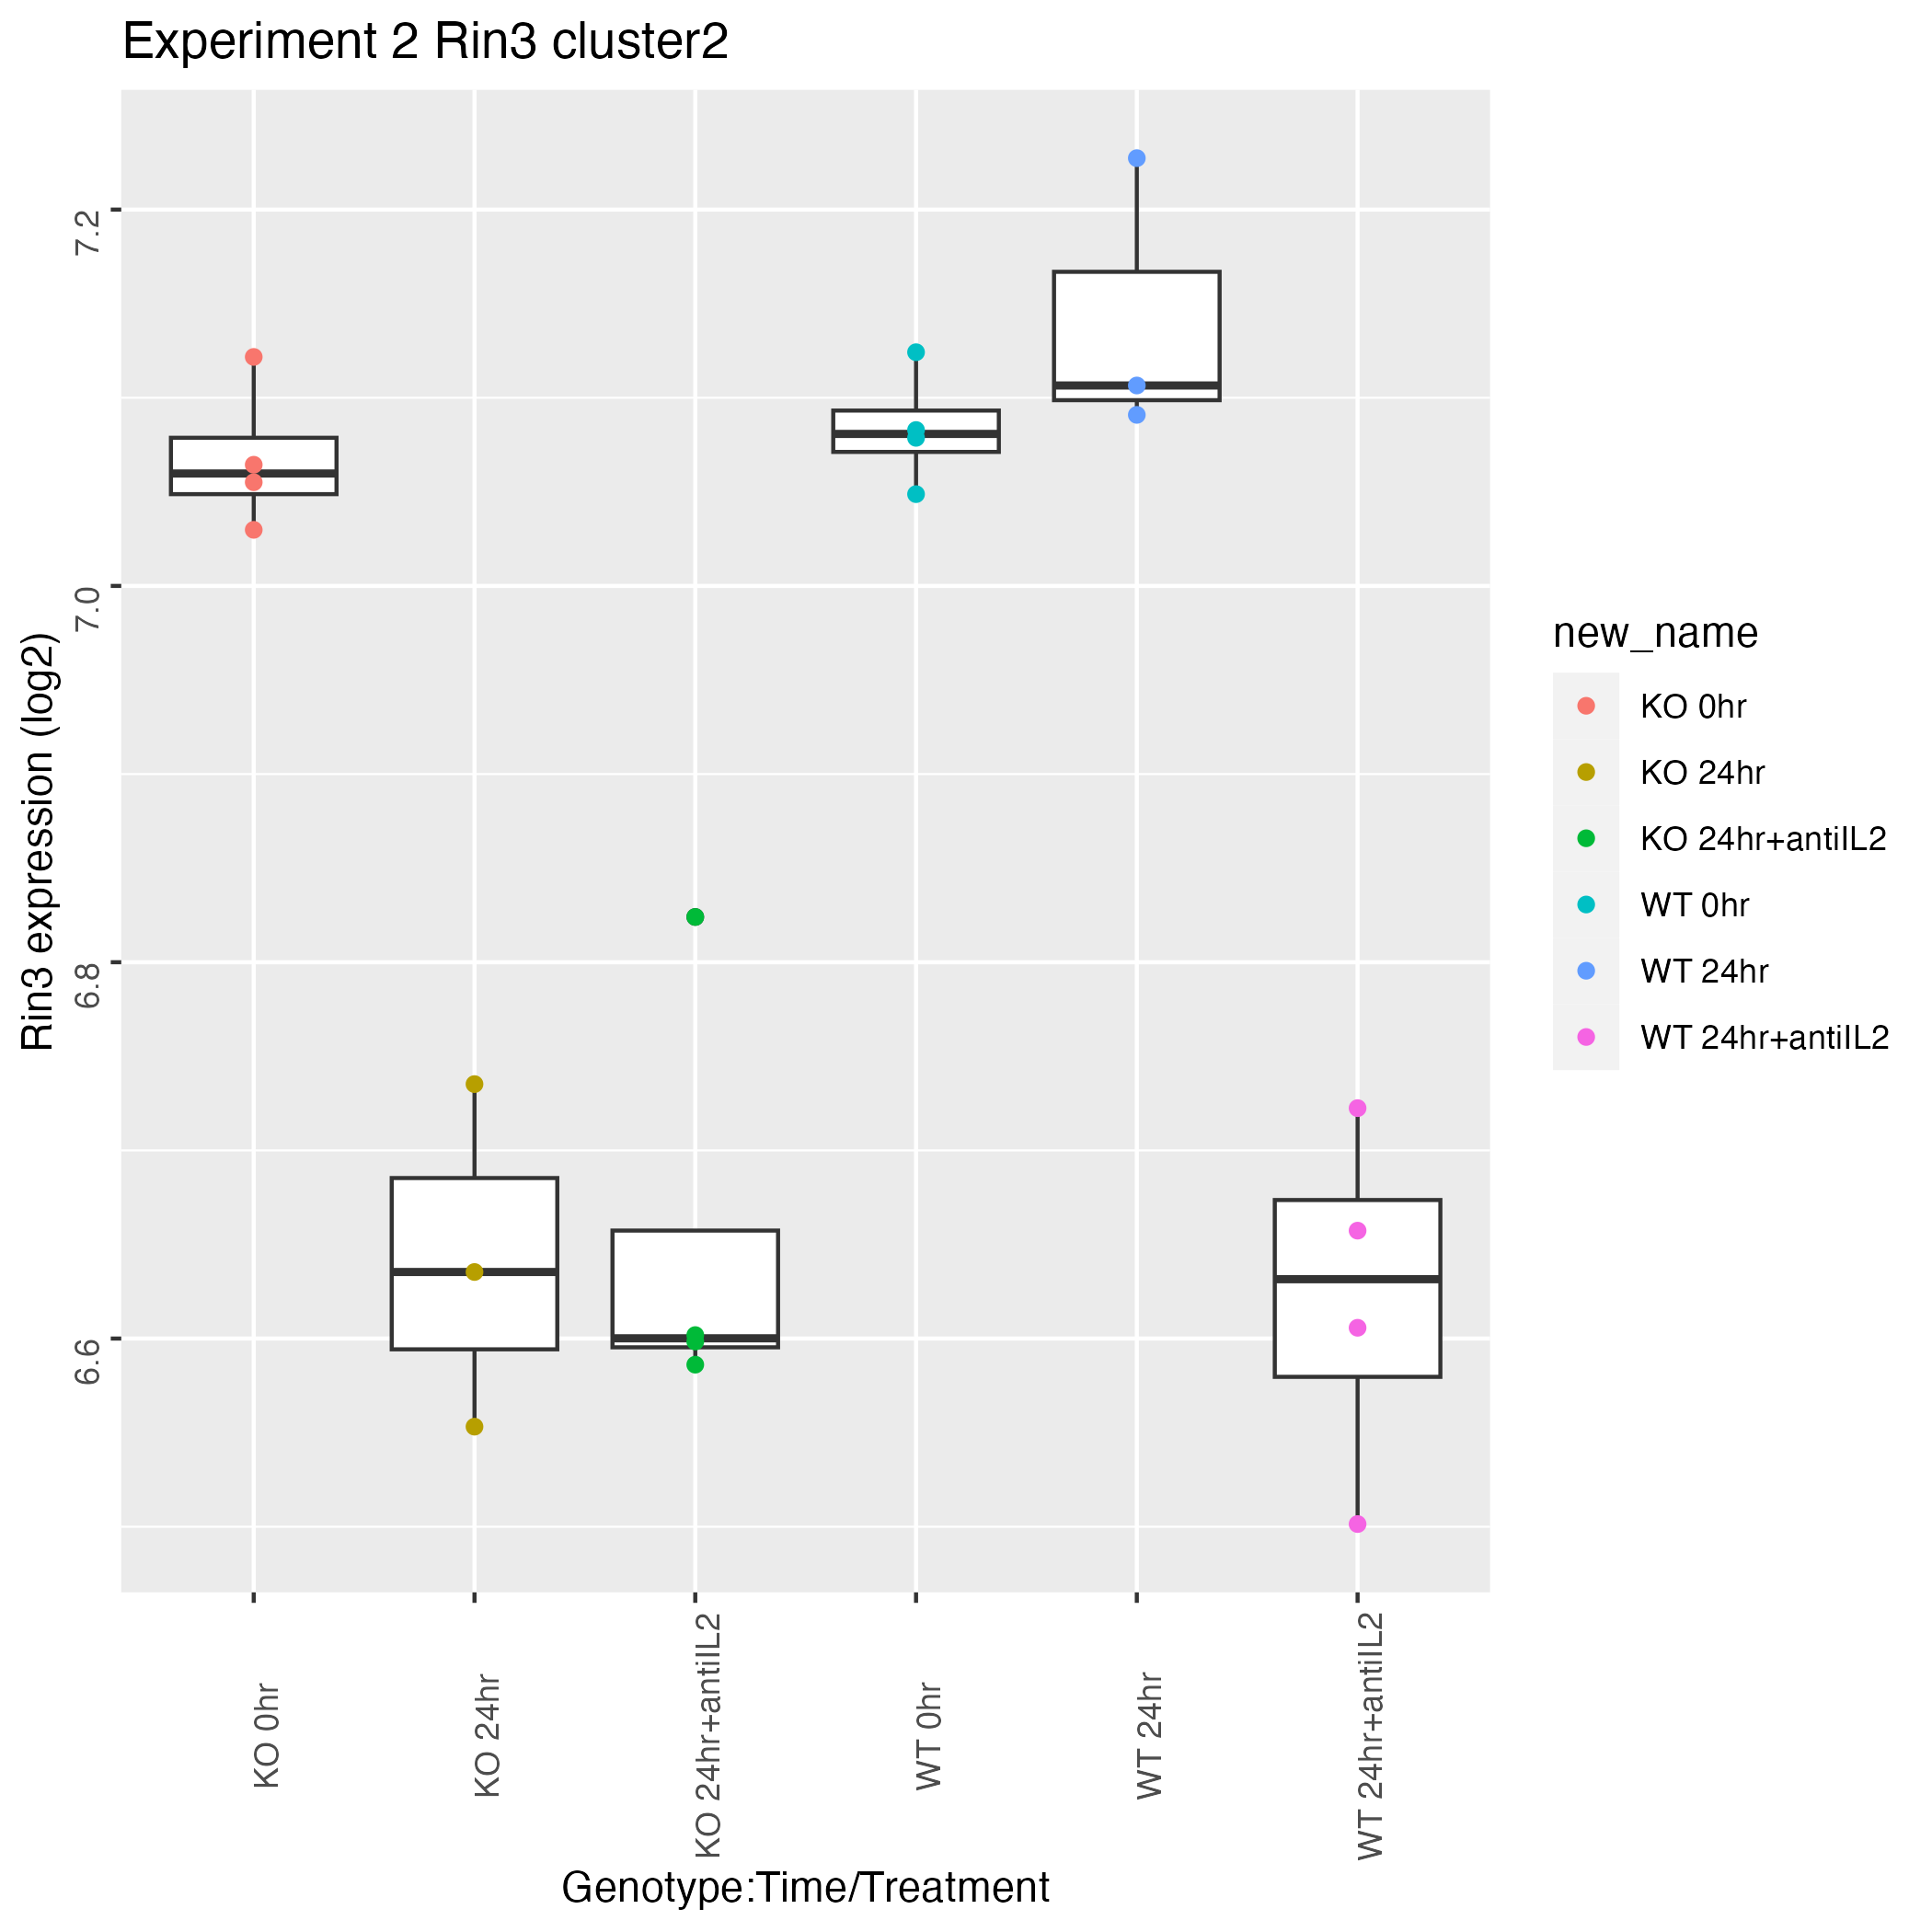 Experiment 2 Rin3 cluster2
Rin3 expression (log2)
7.2
7.0
6.8
6.6
KO 0hr
KO 24hr
KO 24hr+antiIL2
WT 0hr
WT 24hr
WT 24hr+antiIL2
Genotype:Time/Treatment
new_name
KO 0hr
KO 24hr
KO 24hr+antiIL2
WT 0hr
WT 24hr
WT 24hr+antiIL2